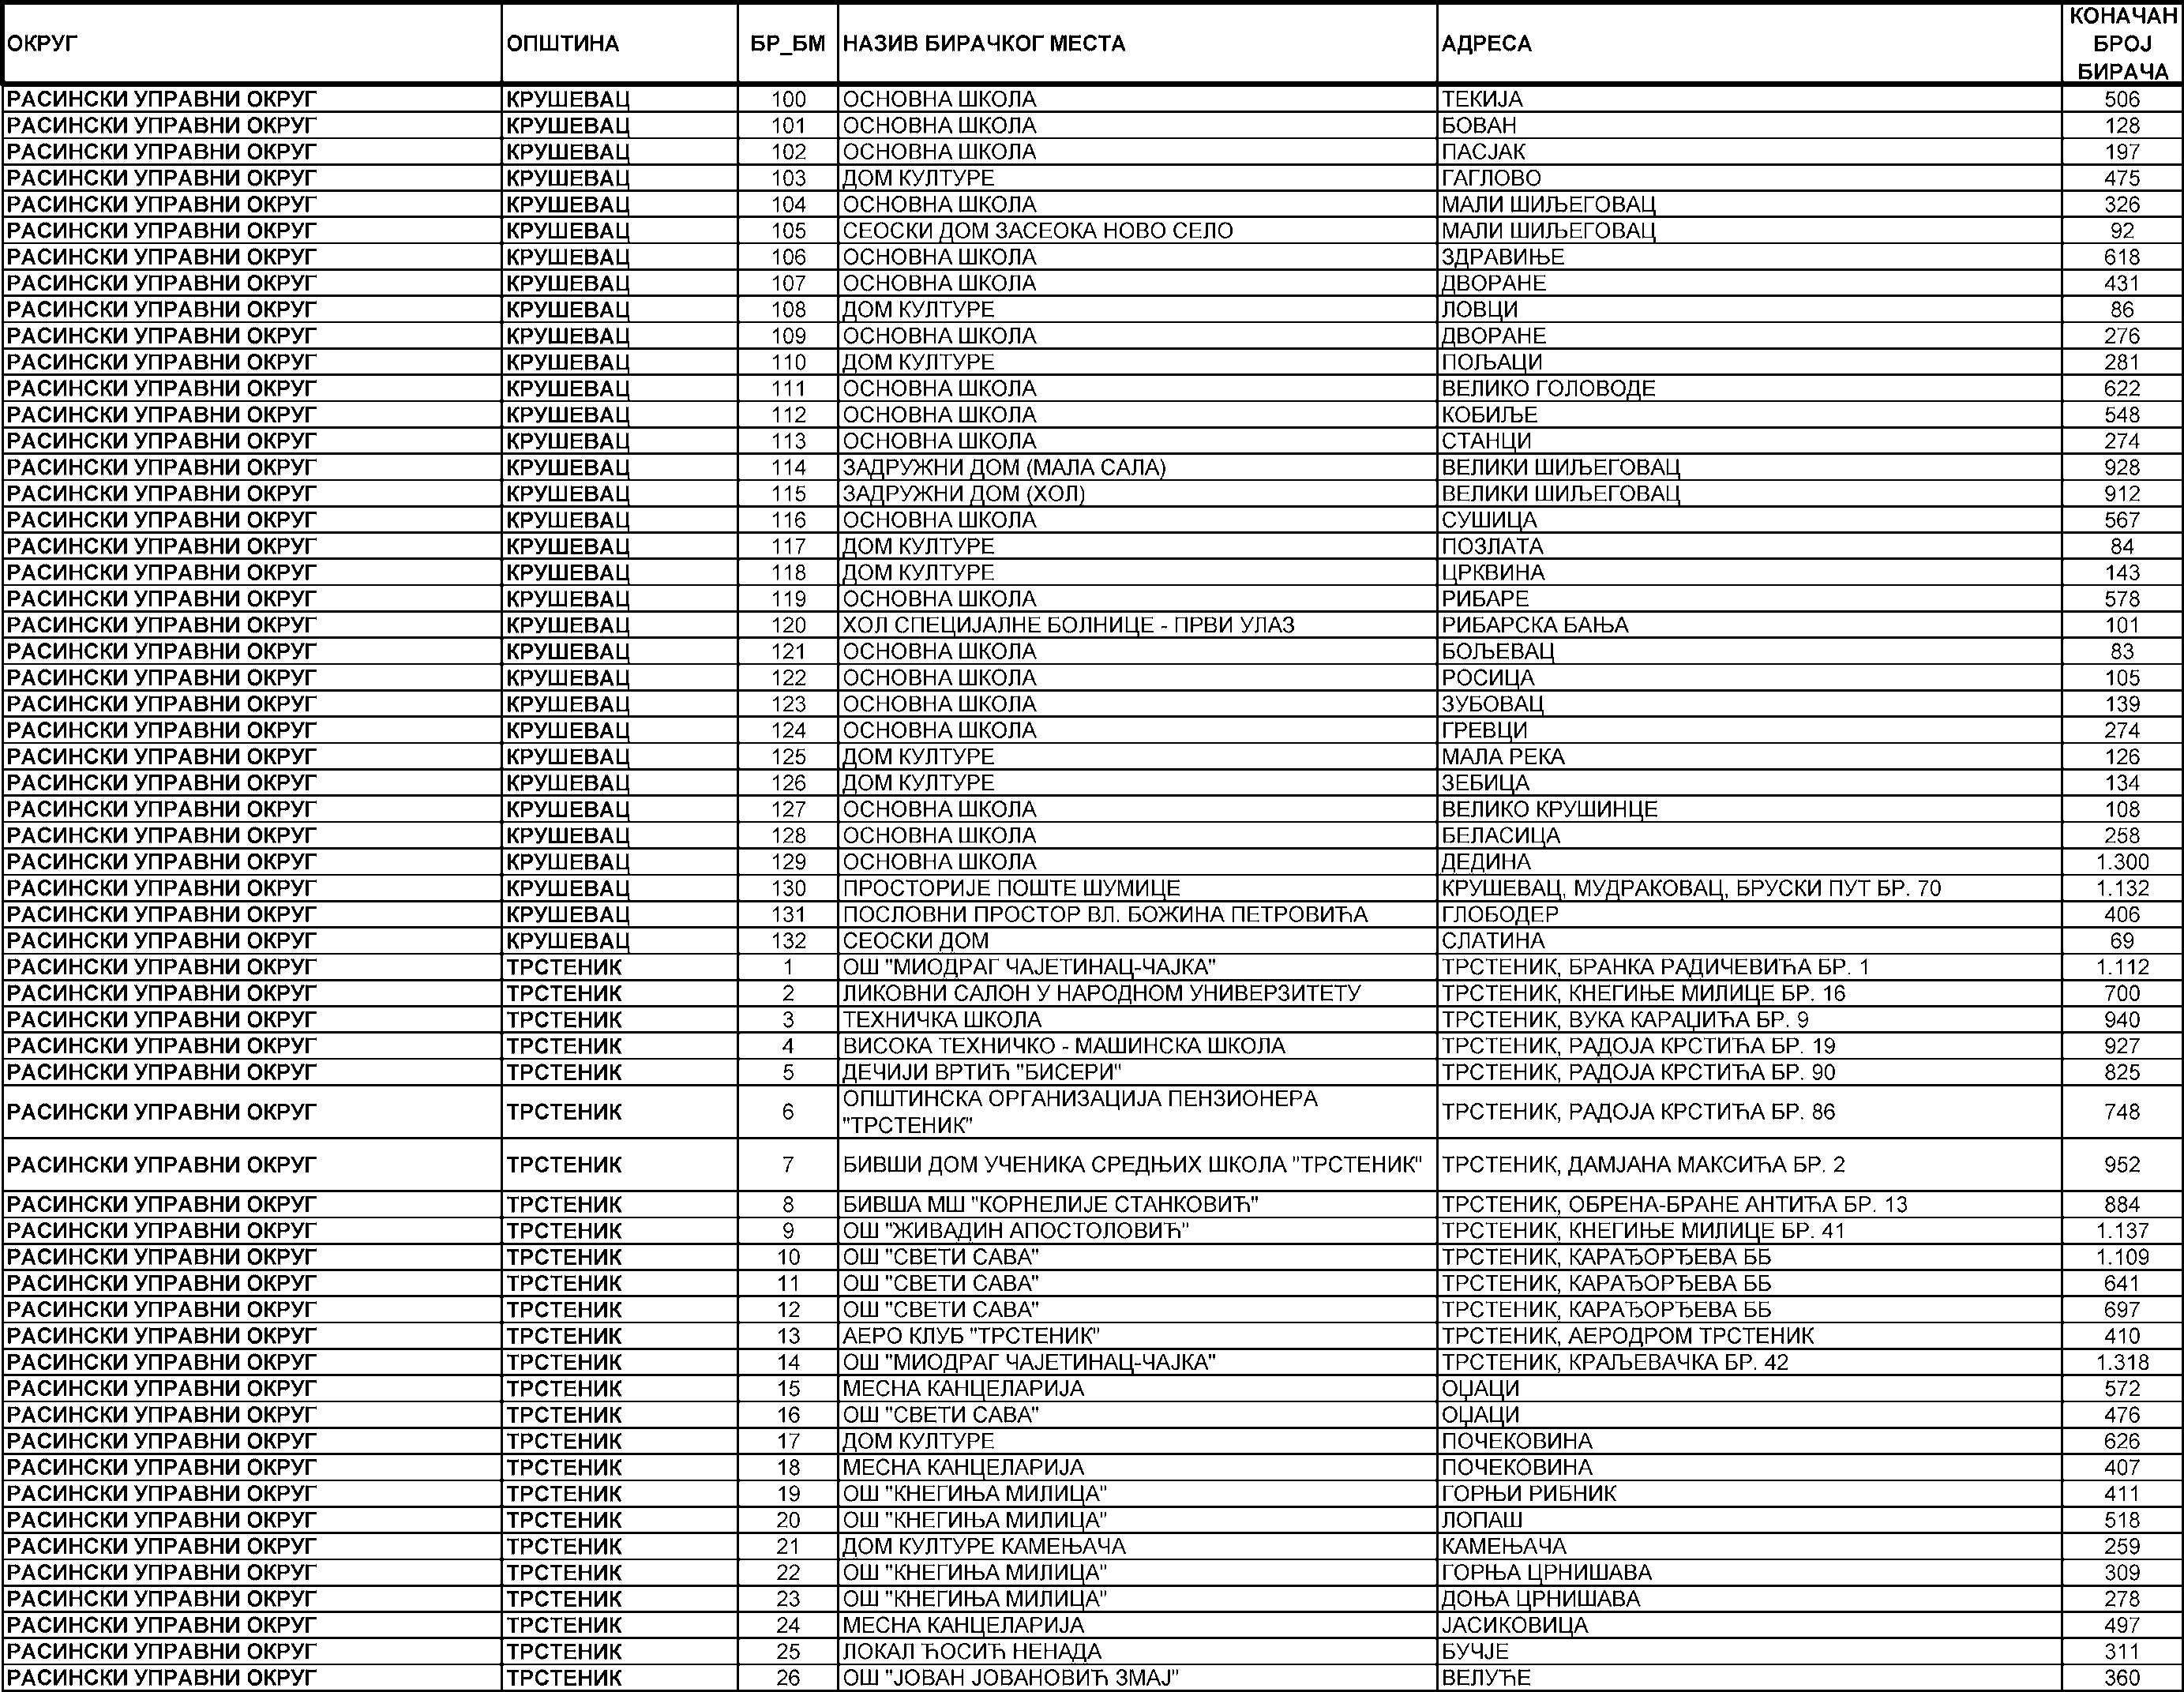 ОКРУГ ОПШТИНА БР_БМ НАЗИВ БИРАЧКОГ МЕСТА АДРЕСА КОНАЧАН БРОЈ БИРАЧА
РАСИНСКИ УПРАВНИ ОКРУГ КРУШЕВАЦ 100 ОСНОВНА ШКОЛА ТЕКИЈА 506
РАСИНСКИ УПРАВНИ ОКРУГ КРУШЕВАЦ 101 ОСНОВНА ШКОЛА БОВАН 128
РАСИНСКИ УПРАВНИ ОКРУГ КРУШЕВАЦ 102 ОСНОВНА ШКОЛА ПАСЈАК 197
РАСИНСКИ УПРАВНИ ОКРУГ КРУШЕВАЦ 103 ДОМ КУЛТУРЕ ГАГЛОВО 475
РАСИНСКИ УПРАВНИ ОКРУГ КРУШЕВАЦ 104 ОСНОВНА ШКОЛА МАЛИ ШИЉЕГОВАЦ 326
РАСИНСКИ УПРАВНИ ОКРУГ КРУШЕВАЦ 105 СЕОСКИ ДОМ ЗАСЕОКА НОВО СЕЛО МАЛИ ШИЉЕГОВАЦ 92
РАСИНСКИ УПРАВНИ ОКРУГ КРУШЕВАЦ 106 ОСНОВНА ШКОЛА ЗДРАВИЊЕ 618
РАСИНСКИ УПРАВНИ ОКРУГ КРУШЕВАЦ 107 ОСНОВНА ШКОЛА ДВОРАНЕ 431
РАСИНСКИ УПРАВНИ ОКРУГ КРУШЕВАЦ 108 ДОМ КУЛТУРЕ ЛОВЦИ 86
РАСИНСКИ УПРАВНИ ОКРУГ КРУШЕВАЦ 109 ОСНОВНА ШКОЛА ДВОРАНЕ 276
РАСИНСКИ УПРАВНИ ОКРУГ КРУШЕВАЦ 110 ДОМ КУЛТУРЕ ПОЉАЦИ 281
РАСИНСКИ УПРАВНИ ОКРУГ КРУШЕВАЦ 111 ОСНОВНА ШКОЛА ВЕЛИКО ГОЛОВОДЕ 622
РАСИНСКИ УПРАВНИ ОКРУГ КРУШЕВАЦ 112 ОСНОВНА ШКОЛА КОБИЉЕ 548
РАСИНСКИ УПРАВНИ ОКРУГ КРУШЕВАЦ 113 ОСНОВНА ШКОЛА СТАНЦИ 274
РАСИНСКИ УПРАВНИ ОКРУГ КРУШЕВАЦ 114 ЗАДРУЖНИ ДОМ (МАЛА САЛА) ВЕЛИКИ ШИЉЕГОВАЦ 928
РАСИНСКИ УПРАВНИ ОКРУГ КРУШЕВАЦ 115 ЗАДРУЖНИ ДОМ (ХОЛ) ВЕЛИКИ ШИЉЕГОВАЦ 912
РАСИНСКИ УПРАВНИ ОКРУГ КРУШЕВАЦ 116 ОСНОВНА ШКОЛА СУШИЦА 567
РАСИНСКИ УПРАВНИ ОКРУГ КРУШЕВАЦ 117 ДОМ КУЛТУРЕ ПОЗЛАТА 84
РАСИНСКИ УПРАВНИ ОКРУГ КРУШЕВАЦ 118 ДОМ КУЛТУРЕ ЦРКВИНА 143
РАСИНСКИ УПРАВНИ ОКРУГ КРУШЕВАЦ 119 ОСНОВНА ШКОЛА РИБАРЕ 578
РАСИНСКИ УПРАВНИ ОКРУГ КРУШЕВАЦ 120 ХОЛ СПЕЦИЈАЛНЕ БОЛНИЦЕ - ПРВИ УЛАЗ РИБАРСКА БАЊА 101
РАСИНСКИ УПРАВНИ ОКРУГ КРУШЕВАЦ 121 ОСНОВНА ШКОЛА БОЉЕВАЦ 83
РАСИНСКИ УПРАВНИ ОКРУГ КРУШЕВАЦ 122 ОСНОВНА ШКОЛА РОСИЦА 105
РАСИНСКИ УПРАВНИ ОКРУГ КРУШЕВАЦ 123 ОСНОВНА ШКОЛА ЗУБОВАЦ 139
РАСИНСКИ УПРАВНИ ОКРУГ КРУШЕВАЦ 124 ОСНОВНА ШКОЛА ГРЕВЦИ 274
РАСИНСКИ УПРАВНИ ОКРУГ КРУШЕВАЦ 125 ДОМ КУЛТУРЕ МАЛА РЕКА 126
РАСИНСКИ УПРАВНИ ОКРУГ КРУШЕВАЦ 126 ДОМ КУЛТУРЕ ЗЕБИЦА 134
РАСИНСКИ УПРАВНИ ОКРУГ КРУШЕВАЦ 127 ОСНОВНА ШКОЛА ВЕЛИКО КРУШИНЦЕ 108
РАСИНСКИ УПРАВНИ ОКРУГ КРУШЕВАЦ 128 ОСНОВНА ШКОЛА БЕЛАСИЦА 258
РАСИНСКИ УПРАВНИ ОКРУГ КРУШЕВАЦ 129 ОСНОВНА ШКОЛА ДЕДИНА 1.300
РАСИНСКИ УПРАВНИ ОКРУГ КРУШЕВАЦ 130 ПРОСТОРИЈЕ ПОШТЕ ШУМИЦЕ КРУШЕВАЦ, МУДРАКОВАЦ, БРУСКИ ПУТ БР. 70 1.132
РАСИНСКИ УПРАВНИ ОКРУГ КРУШЕВАЦ 131 ПОСЛОВНИ ПРОСТОР ВЛ. БОЖИНА ПЕТРОВИЋА ГЛОБОДЕР 406
РАСИНСКИ УПРАВНИ ОКРУГ КРУШЕВАЦ 132 СЕОСКИ ДОМ СЛАТИНА 69
РАСИНСКИ УПРАВНИ ОКРУГ ТРСТЕНИК 1 ОШ "МИОДРАГ ЧАЈЕТИНАЦ-ЧАЈКА" ТРСТЕНИК, БРАНКА РАДИЧЕВИЋА БР. 1 1.112
РАСИНСКИ УПРАВНИ ОКРУГ ТРСТЕНИК 2 ЛИКОВНИ САЛОН У НАРОДНОМ УНИВЕРЗИТЕТУ ТРСТЕНИК, КНЕГИЊЕ МИЛИЦЕ БР. 16 700
РАСИНСКИ УПРАВНИ ОКРУГ ТРСТЕНИК 3 ТЕХНИЧКА ШКОЛА ТРСТЕНИК, ВУКА КАРАЏИЋА БР. 9 940
РАСИНСКИ УПРАВНИ ОКРУГ ТРСТЕНИК 4 ВИСОКА ТЕХНИЧКО - МАШИНСКА ШКОЛА ТРСТЕНИК, РАДОЈА КРСТИЋА БР. 19 927
РАСИНСКИ УПРАВНИ ОКРУГ ТРСТЕНИК 5 ДЕЧИЈИ ВРТИЋ "БИСЕРИ" ТРСТЕНИК, РАДОЈА КРСТИЋА БР. 90 825
РАСИНСКИ УПРАВНИ ОКРУГ ТРСТЕНИК 6 ОПШТИНСКА ОРГАНИЗАЦИЈА ПЕНЗИОНЕРА "ТРСТЕНИК" ТРСТЕНИК, РАДОЈА КРСТИЋА БР. 86 748
РАСИНСКИ УПРАВНИ ОКРУГ ТРСТЕНИК 7 БИВШИ ДОМ УЧЕНИКА СРЕДЊИХ ШКОЛА "ТРСТЕНИК" ТРСТЕНИК, ДАМЈАНА МАКСИЋА БР. 2 952
РАСИНСКИ УПРАВНИ ОКРУГ ТРСТЕНИК 8 БИВША МШ "КОРНЕЛИЈЕ СТАНКОВИЋ" ТРСТЕНИК, ОБРЕНА-БРАНЕ АНТИЋА БР. 13 884
РАСИНСКИ УПРАВНИ ОКРУГ ТРСТЕНИК 9 ОШ "ЖИВАДИН АПОСТОЛОВИЋ" ТРСТЕНИК, КНЕГИЊЕ МИЛИЦЕ БР. 41 1.137
РАСИНСКИ УПРАВНИ ОКРУГ ТРСТЕНИК 10 ОШ "СВЕТИ САВА" ТРСТЕНИК, КАРАЂОРЂЕВА ББ 1.109
РАСИНСКИ УПРАВНИ ОКРУГ ТРСТЕНИК 11 ОШ "СВЕТИ САВА" ТРСТЕНИК, КАРАЂОРЂЕВА ББ 641
РАСИНСКИ УПРАВНИ ОКРУГ ТРСТЕНИК 12 ОШ "СВЕТИ САВА" ТРСТЕНИК, КАРАЂОРЂЕВА ББ 697
РАСИНСКИ УПРАВНИ ОКРУГ ТРСТЕНИК 13 АЕРО КЛУБ "ТРСТЕНИК" ТРСТЕНИК, АЕРОДРОМ ТРСТЕНИК 410
РАСИНСКИ УПРАВНИ ОКРУГ ТРСТЕНИК 14 ОШ "МИОДРАГ ЧАЈЕТИНАЦ-ЧАЈКА" ТРСТЕНИК, КРАЉЕВАЧКА БР. 42 1.318
РАСИНСКИ УПРАВНИ ОКРУГ ТРСТЕНИК 15 МЕСНА КАНЦЕЛАРИЈА ОЏАЦИ 572
РАСИНСКИ УПРАВНИ ОКРУГ ТРСТЕНИК 16 ОШ "СВЕТИ САВА" ОЏАЦИ 476
РАСИНСКИ УПРАВНИ ОКРУГ ТРСТЕНИК 17 ДОМ КУЛТУРЕ ПОЧЕКОВИНА 626
РАСИНСКИ УПРАВНИ ОКРУГ ТРСТЕНИК 18 МЕСНА КАНЦЕЛАРИЈА ПОЧЕКОВИНА 407
РАСИНСКИ УПРАВНИ ОКРУГ ТРСТЕНИК 19 ОШ "КНЕГИЊА МИЛИЦА" ГОРЊИ РИБНИК 411
РАСИНСКИ УПРАВНИ ОКРУГ ТРСТЕНИК 20 ОШ "КНЕГИЊА МИЛИЦА" ЛОПАШ 518
РАСИНСКИ УПРАВНИ ОКРУГ ТРСТЕНИК 21 ДОМ КУЛТУРЕ КАМЕЊАЧА КАМЕЊАЧА 259
РАСИНСКИ УПРАВНИ ОКРУГ ТРСТЕНИК 22 ОШ "КНЕГИЊА МИЛИЦА" ГОРЊА ЦРНИШАВА 309
РАСИНСКИ УПРАВНИ ОКРУГ ТРСТЕНИК 23 ОШ "КНЕГИЊА МИЛИЦА" ДОЊА ЦРНИШАВА 278
РАСИНСКИ УПРАВНИ ОКРУГ ТРСТЕНИК 24 МЕСНА КАНЦЕЛАРИЈА ЈАСИКОВИЦА 497
РАСИНСКИ УПРАВНИ ОКРУГ ТРСТЕНИК 25 ЛОКАЛ ЋОСИЋ НЕНАДА БУЧЈЕ 311
РАСИНСКИ УПРАВНИ ОКРУГ ТРСТЕНИК 26 ОШ "ЈОВАН ЈОВАНОВИЋ ЗМАЈ" ВЕЛУЋЕ 360